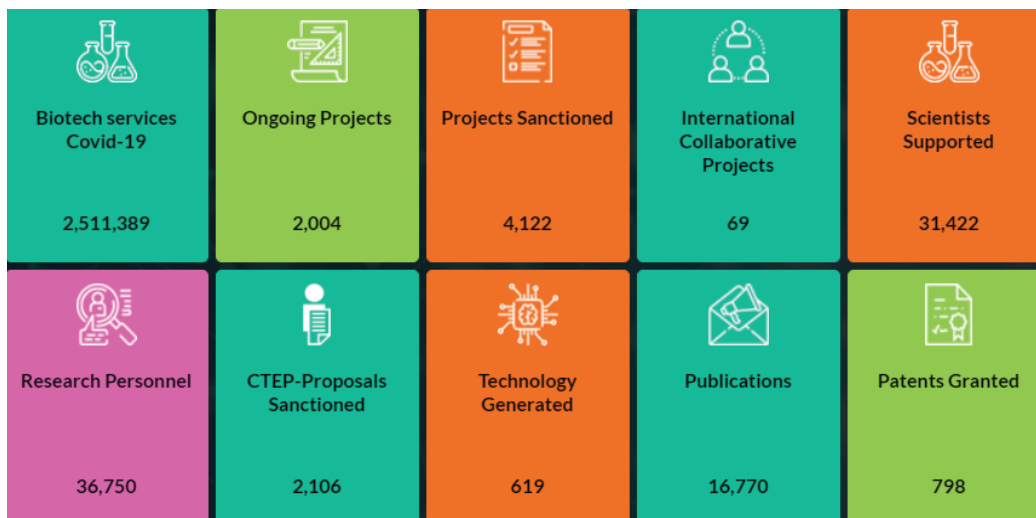 Biotech services
Covid-19
2,511,389
Ongoing Projects
2,004
Projects Sanctioned
4,122
International
Collaborative
Projects
69
Scientists
Supported
31,422
Research Personnel
36,750
CTEP-Proposals
Sanctioned
2,106
Technology
Generated
619
Publications
16,770
Patents Granted
798